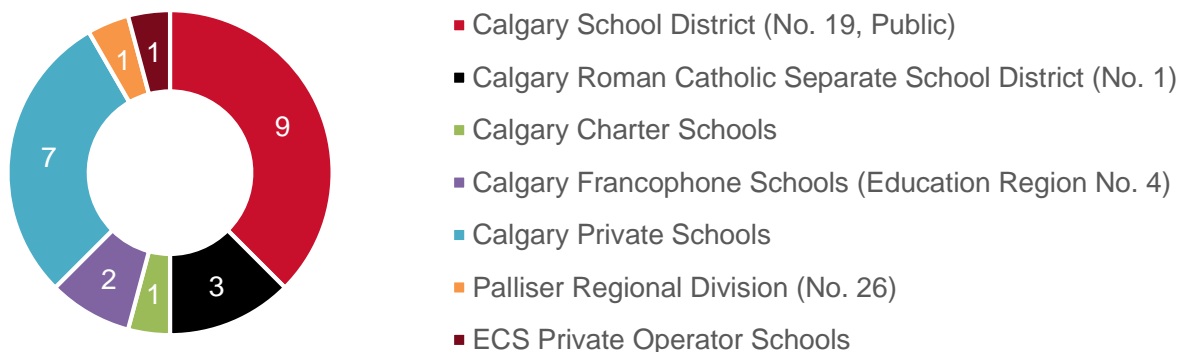 1
1
9
7
2
1
3
Calgary School District (No. 19, Public)
Calgary Roman Catholic Separate School District (No. 1)
Calgary Charter Schools
Calgary Francophone Schools (Education Region No. 4)
Calgary Private Schools
Palliser Regional Division (No. 26)
ECS Private Operator Schools